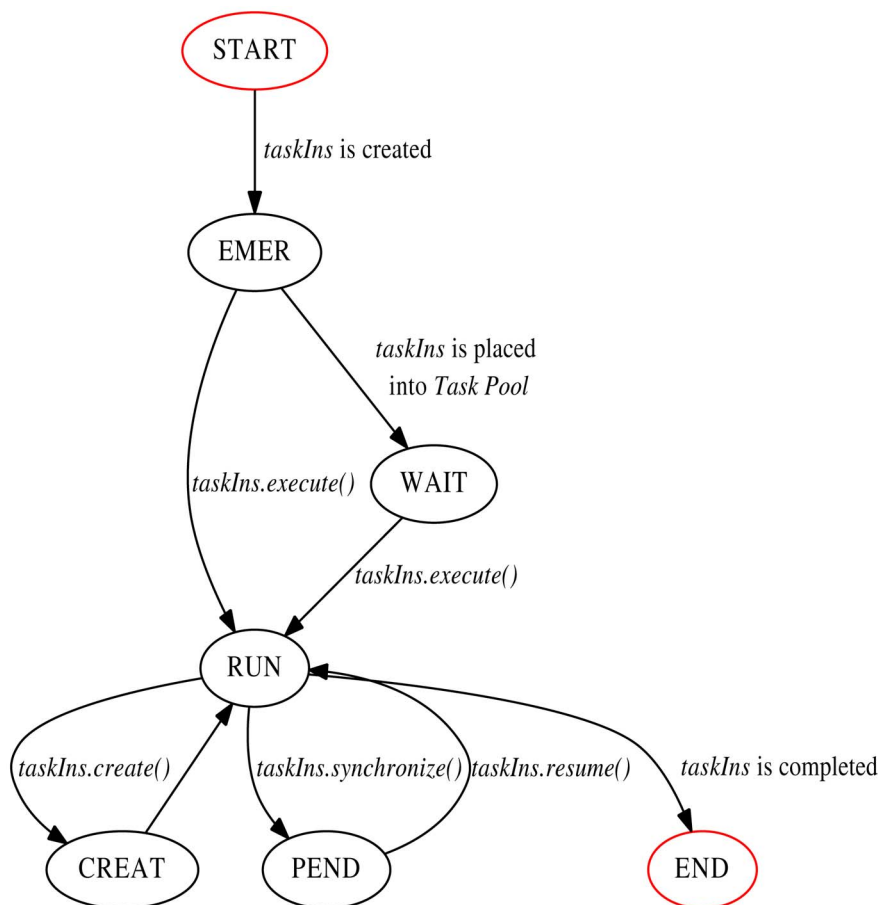 START
taskIns is created
EMER
taskIns is placed
into Task Pool
taskIns.execute()
WAIT
taskIns.execute()
RUN
taskIns.create()
taskIns.synchronize()
taskIns.resume()
taskIns is completed
CREAT
PEND
END